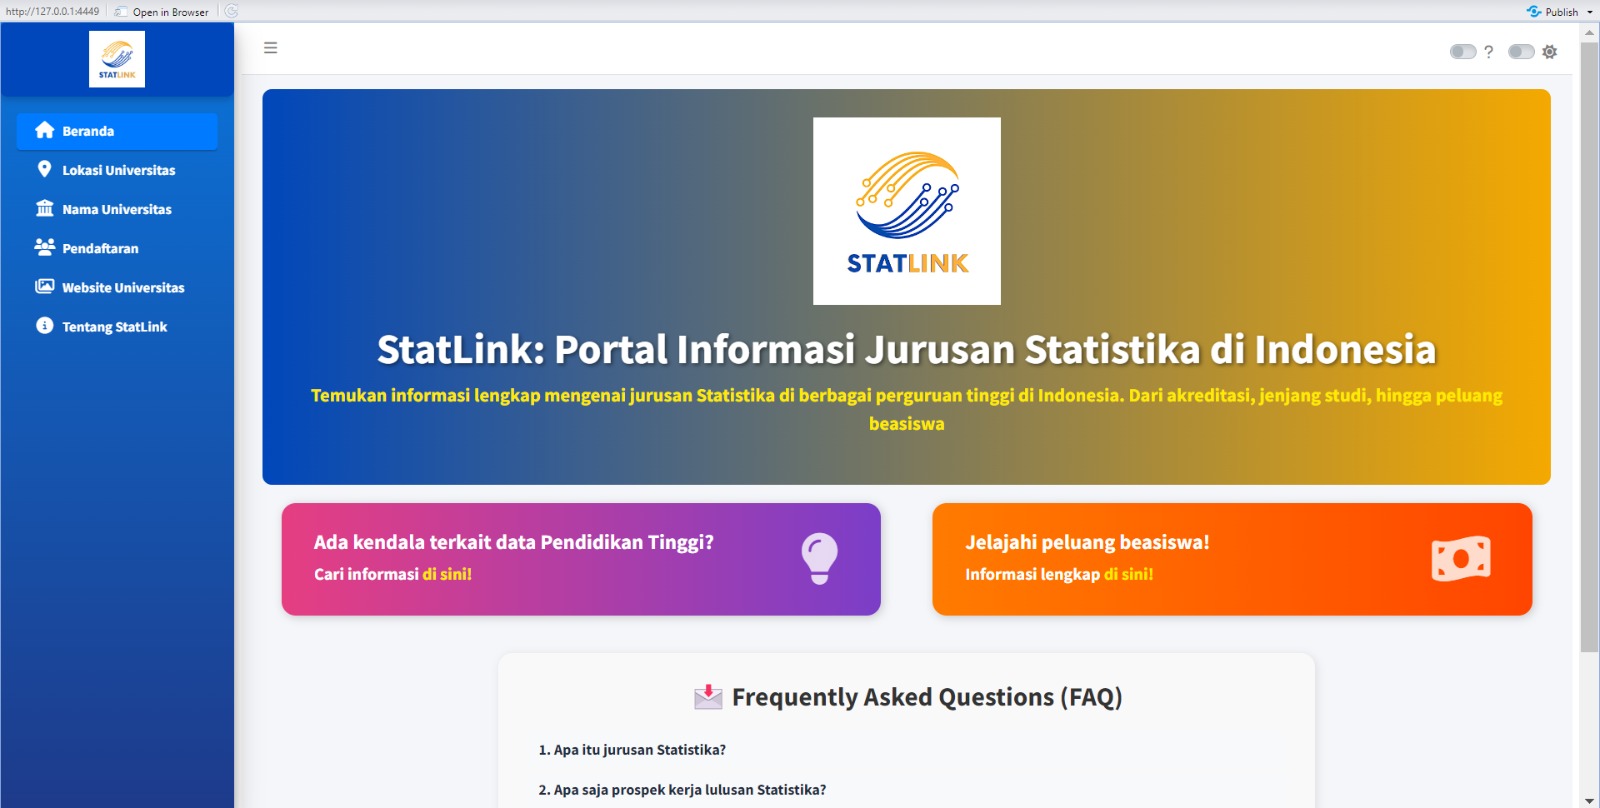 http://127.0.0.1:4449
Open in Browser
Publish
STATLINK
?
Beranda
Lokasi Universitas
Nama Universitas
Pendaftaran
Website Universitas
Tentang StatLink
STATLINK
StatLink: Portal Informasi Jurusan Statistika di Indonesia
Temukan informasi lengkap mengenai jurusan Statistika di berbagai perguruan tinggi di Indonesia. Dari akreditasi, jenjang studi, hingga peluang
beasiswa
Ada kendala terkait data Pendidikan Tinggi?
Cari informasi di sini!
Jelajahi peluang beasiswa!
Informasi lengkap di sini!
Frequently Asked Questions (FAQ)
1. Apa itu jurusan Statistika?
2. Apa saja prospek kerja lulusan Statistika?